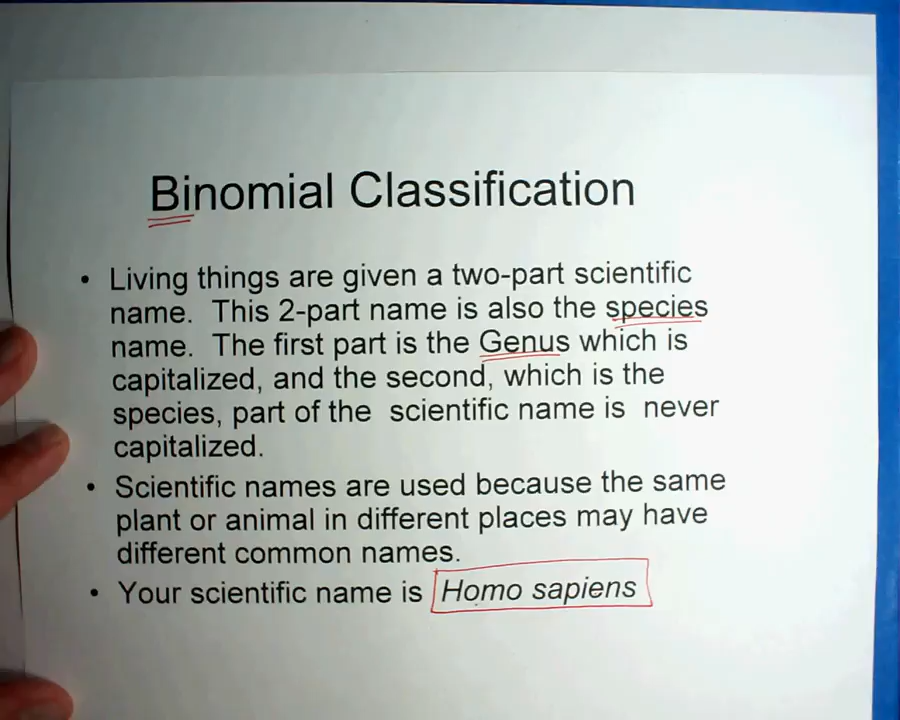 Binomial Classification
• Living things are given a two-part scientific
name.  This 2-part name is also the species
name.  The first part is the Genus which is
capitalized, and the second, which is the
species, part of the  scientific name is  never
capitalized.
• Scientific names are used because the same
plant or animal in different places may have
different common names.
• Your scientific name is Homo sapiens